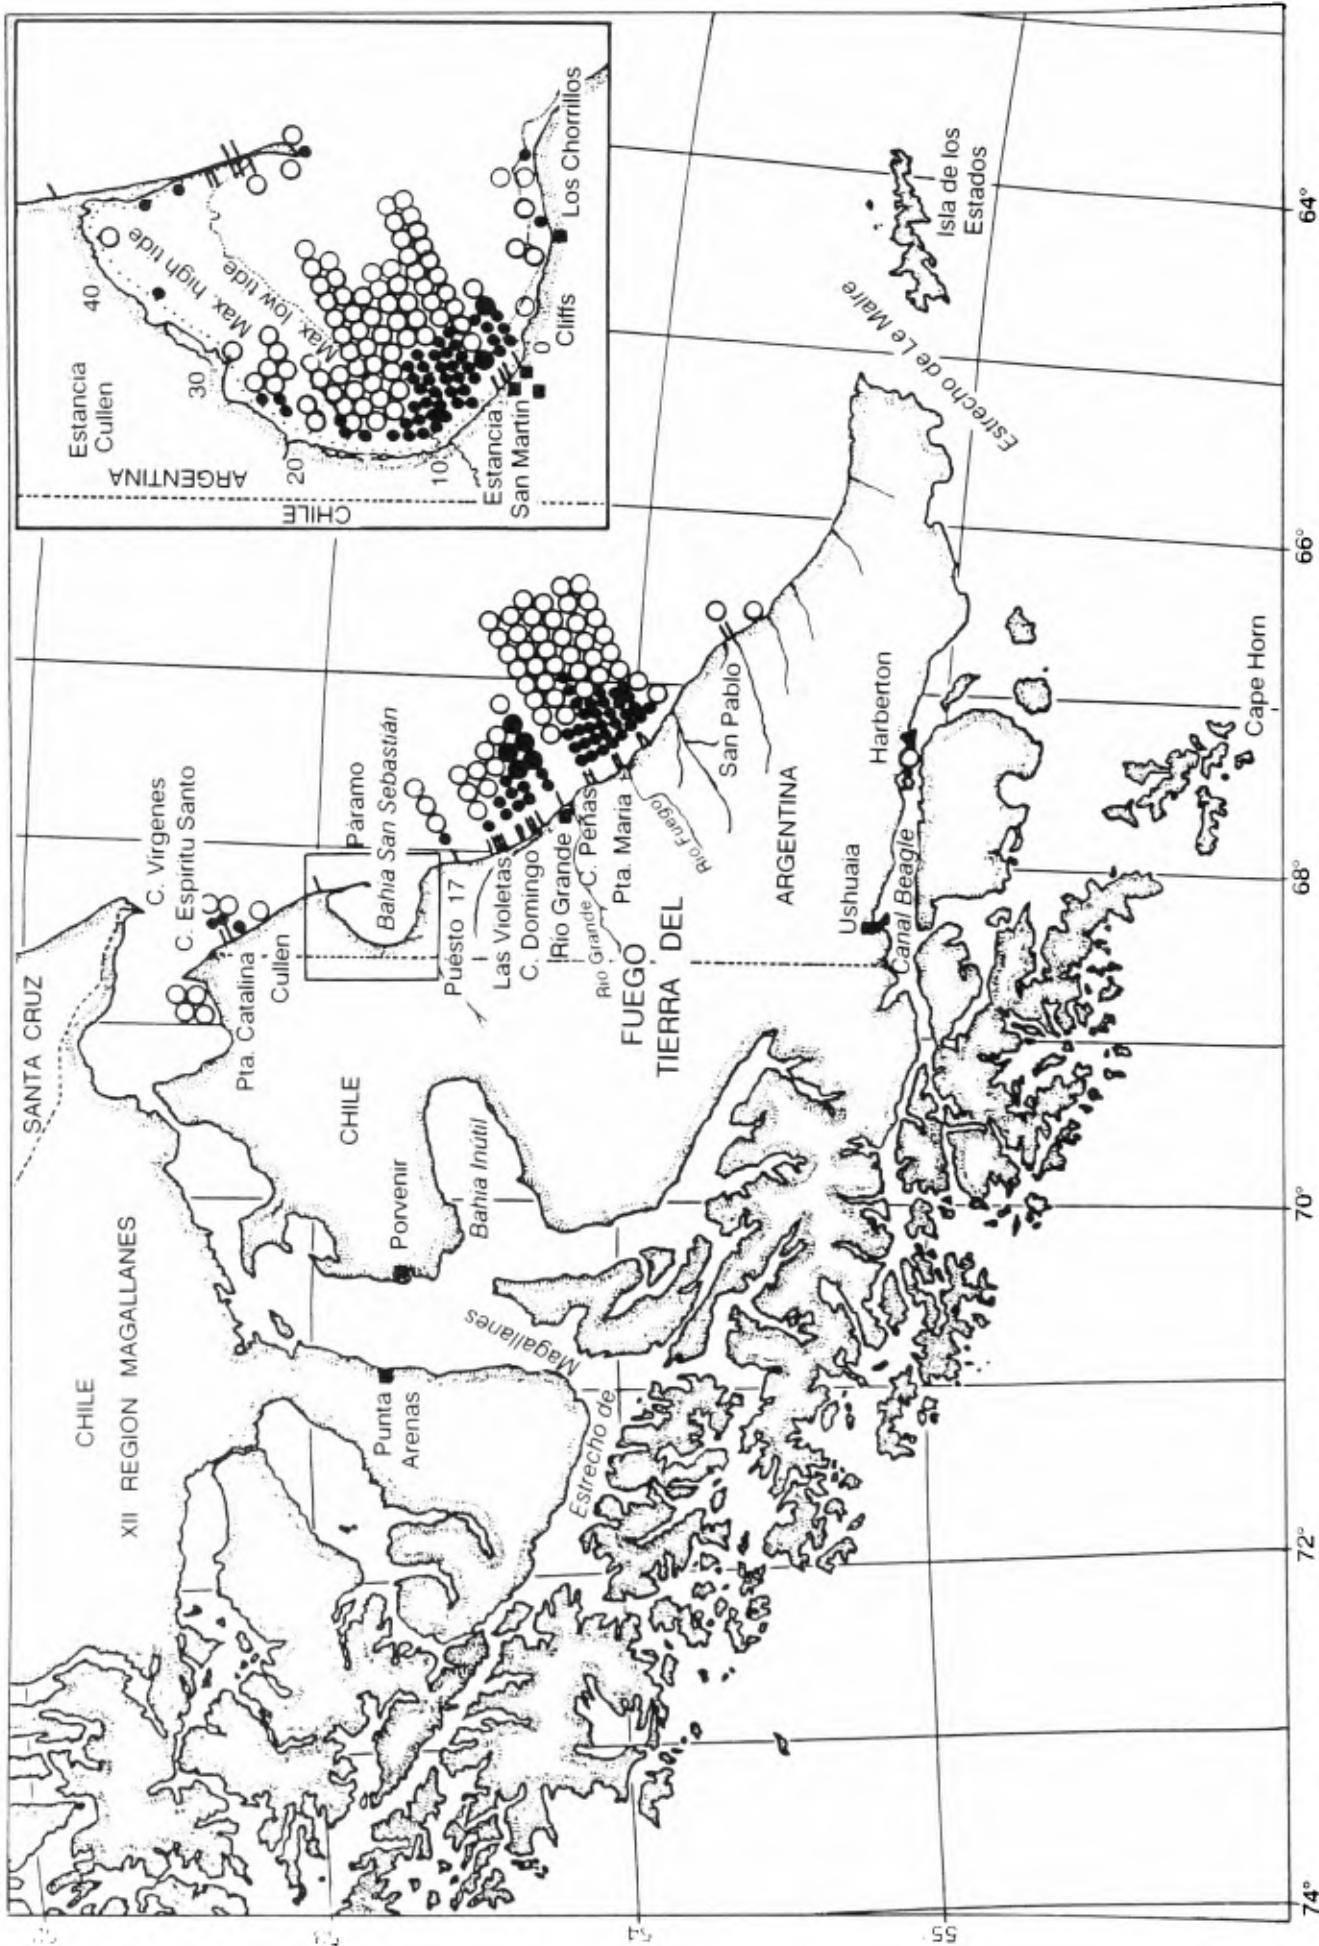 SANTA CRUZ
CHILE
XII REGION MAGALLANES
C. Virgenes
C. Espiritu Santo
Pta. Catalina
Cullen
Páramo
Bahia San Sebastián
Puesto 17
Las Violetas
C. Domingo
Rio Grande
C. Peñas
Rio Grande
Pta. Maria
Rio Fuego
FUEGO
TIERRA DEL
CHILE
Porvenir
Bahia Inútil
Punta
Arenas
Estrecho de
Magallanes
San Pablo
ARGENTINA
Harberton
Ushuaia
Canal Beagle
Cape Horn
Estrecho de Le Maire
Isla de los
Estados
Estancia
Cullen
ARGENTINA
CHILE
40
30
20
10
0
Max. high tide
Max. low tide
Estancia
San Martin
Cliffs
Los Chorrillos
74°
72°
70°
68°
66°
64°
54
55